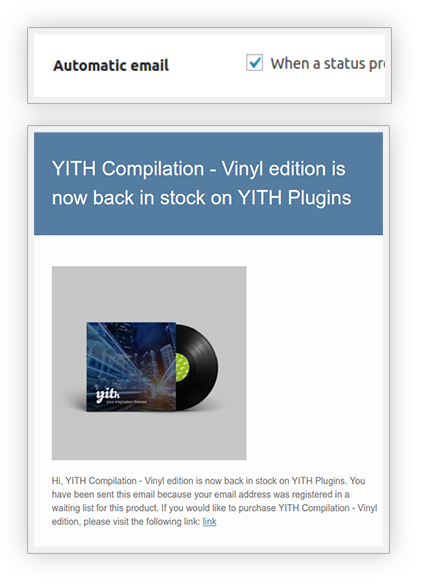 Automatic email
When a status
YITH Compilation - Vinyl edition is
now back in stock on YITH Plugins
yith
your inspiration themes
Hi, YITH Compilation - Vinyl edition is now back in stock on YITH Plugins. You
have been sent this email because your email address was registered in a
waiting list for this product. If you would like to purchase YITH Compilation - Vinyl
edition, please visit the following link: link